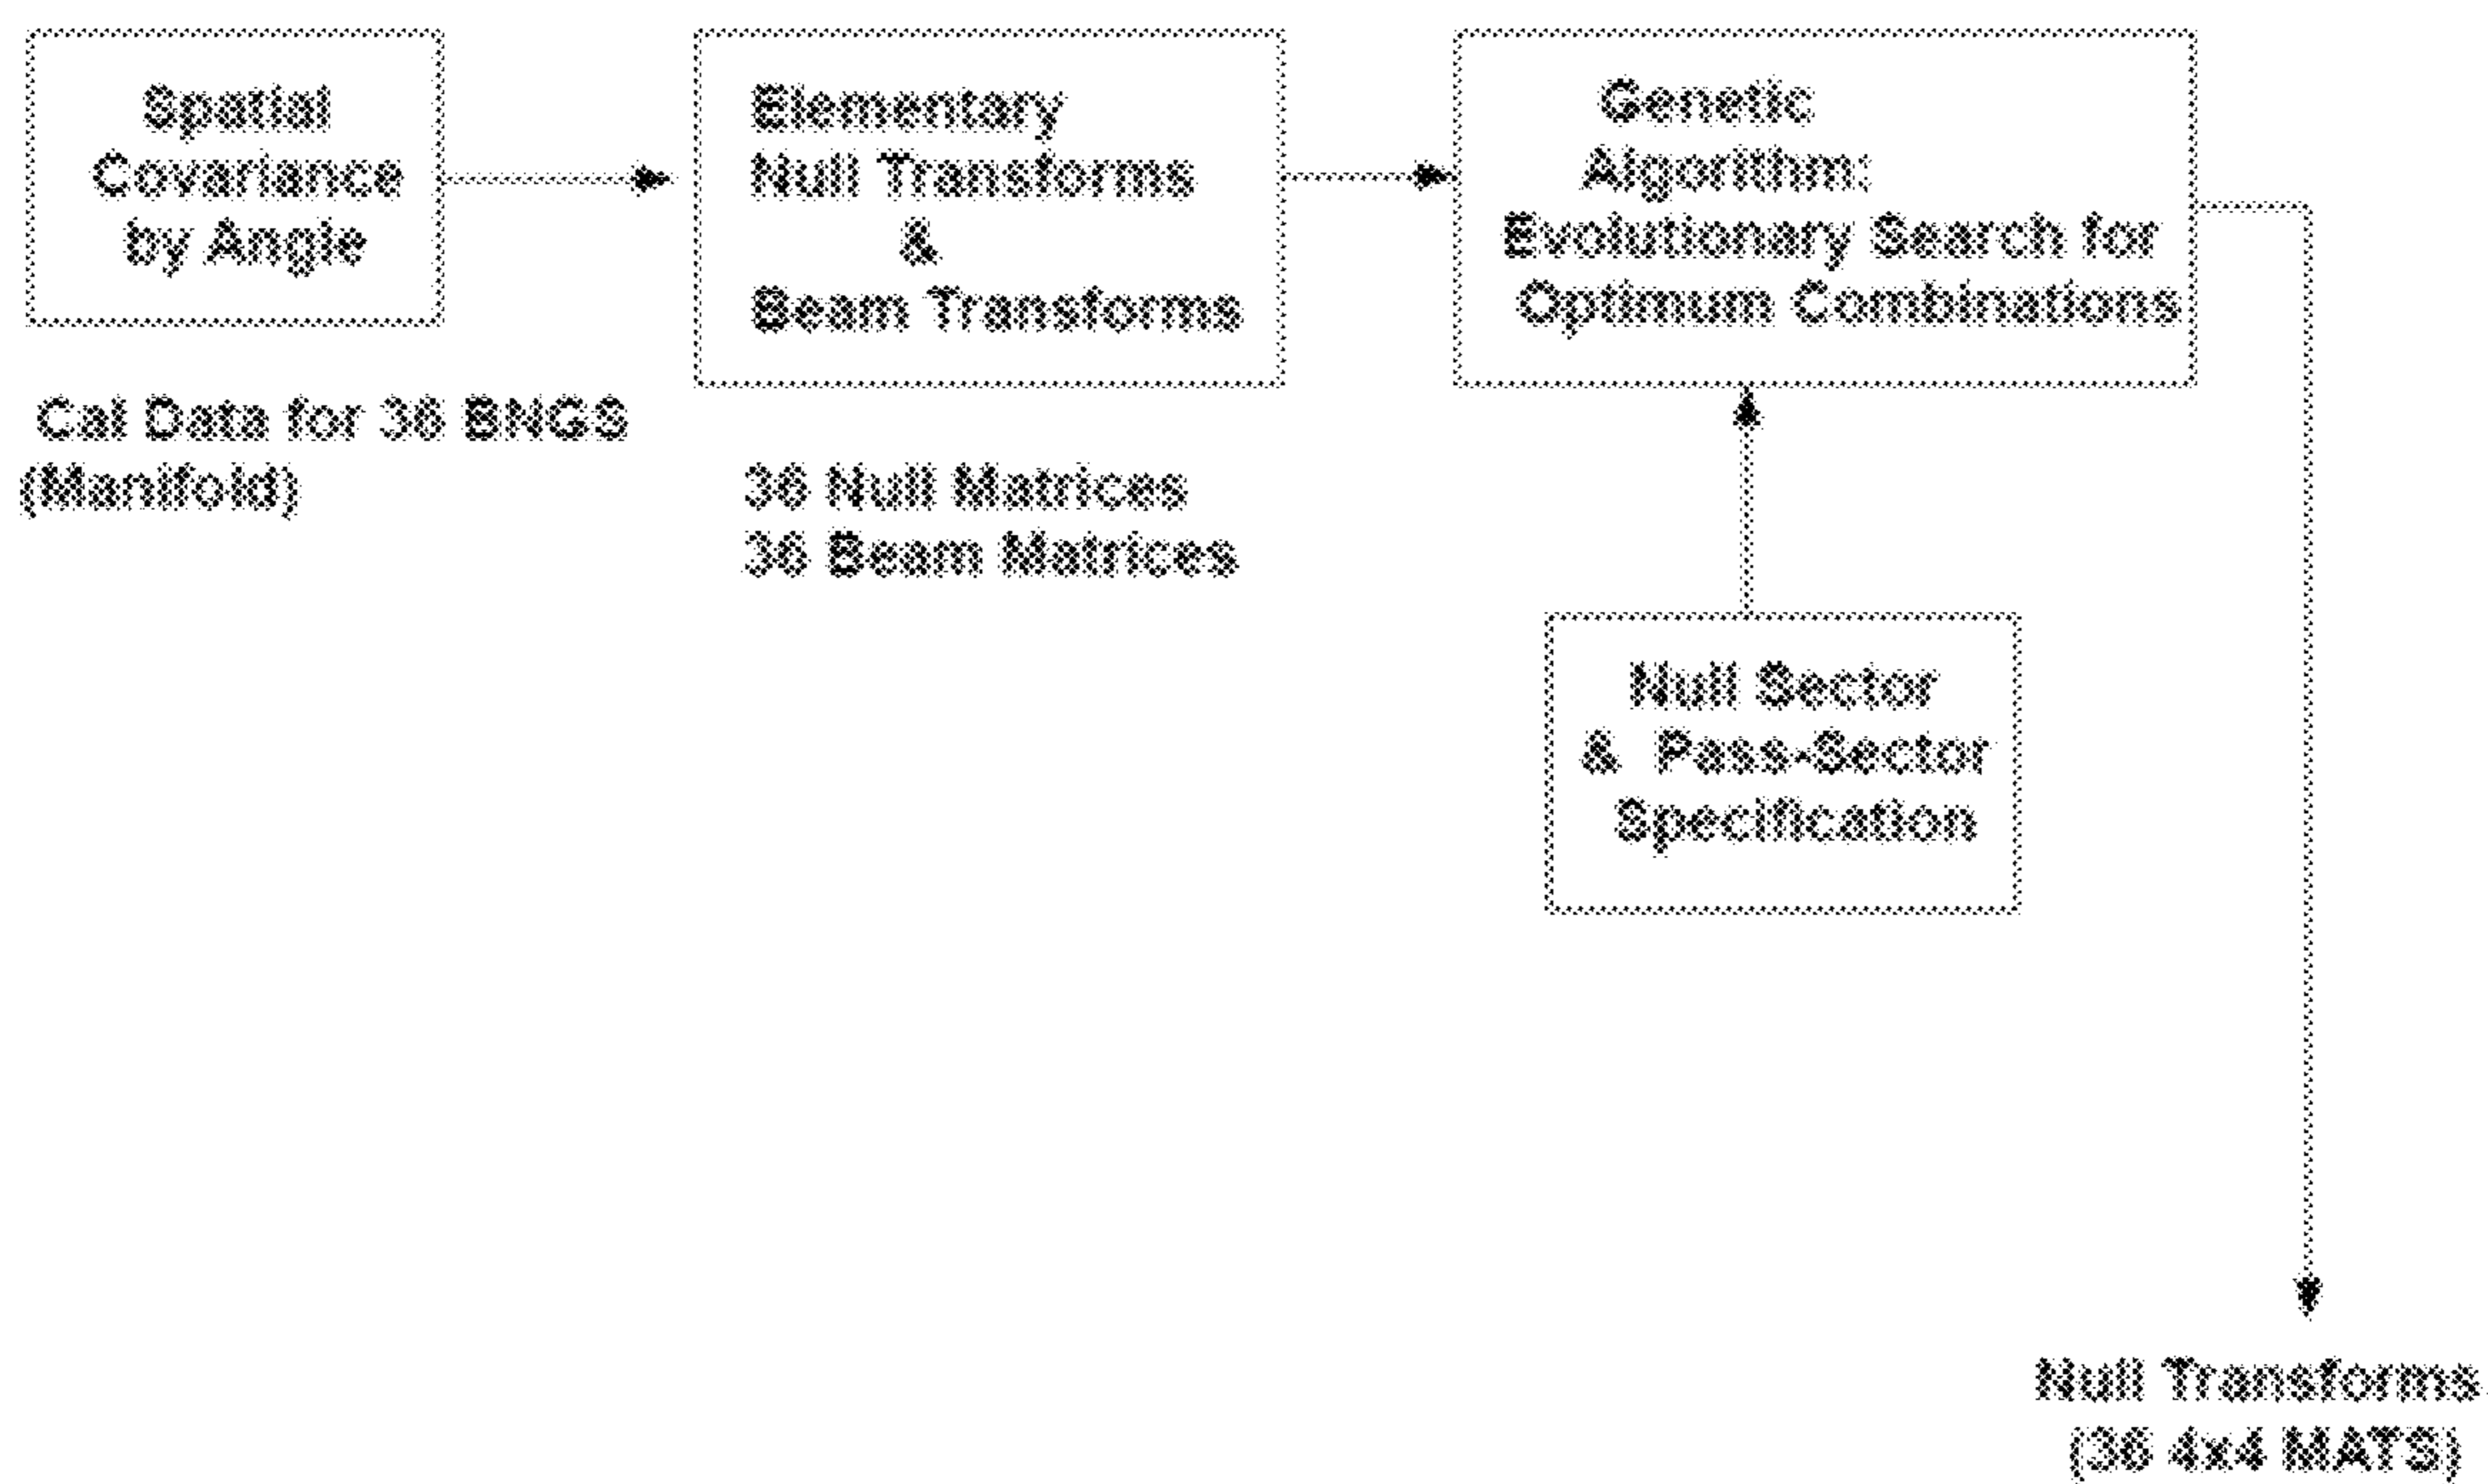 Spatial
Covariance
by Angle
Elementary
Null Transforms
&
Beam Transforms
Genetic
Algorithm:
Evolutionary Search for
Optimum Combinations
Cal Data for 36 BNGS
(Manifold)
36 Null Matrices
36 Beam Matrices
Null Sector
& Pass-Sector
Specification
Null Transforms
(36 4x4 MATS)